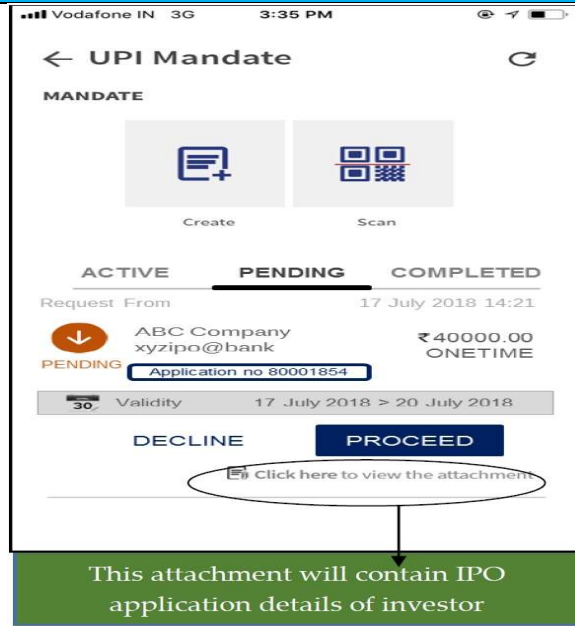 Vodafone IN 3G 3:35 PM
← UPI Mandate
MANDATE
Create Scan
ACTIVE PENDING COMPLETED
Request From 17 July 2018 14:21
ABC Company ₹40000.00
xyzipo@bank ONETIME
PENDING
Application no 80001854
30 Validity 17 July 2018 > 20 July 2018
DECLINE PROCEED
Click here to view the attachment
This attachment will contain IPO
application details of investor